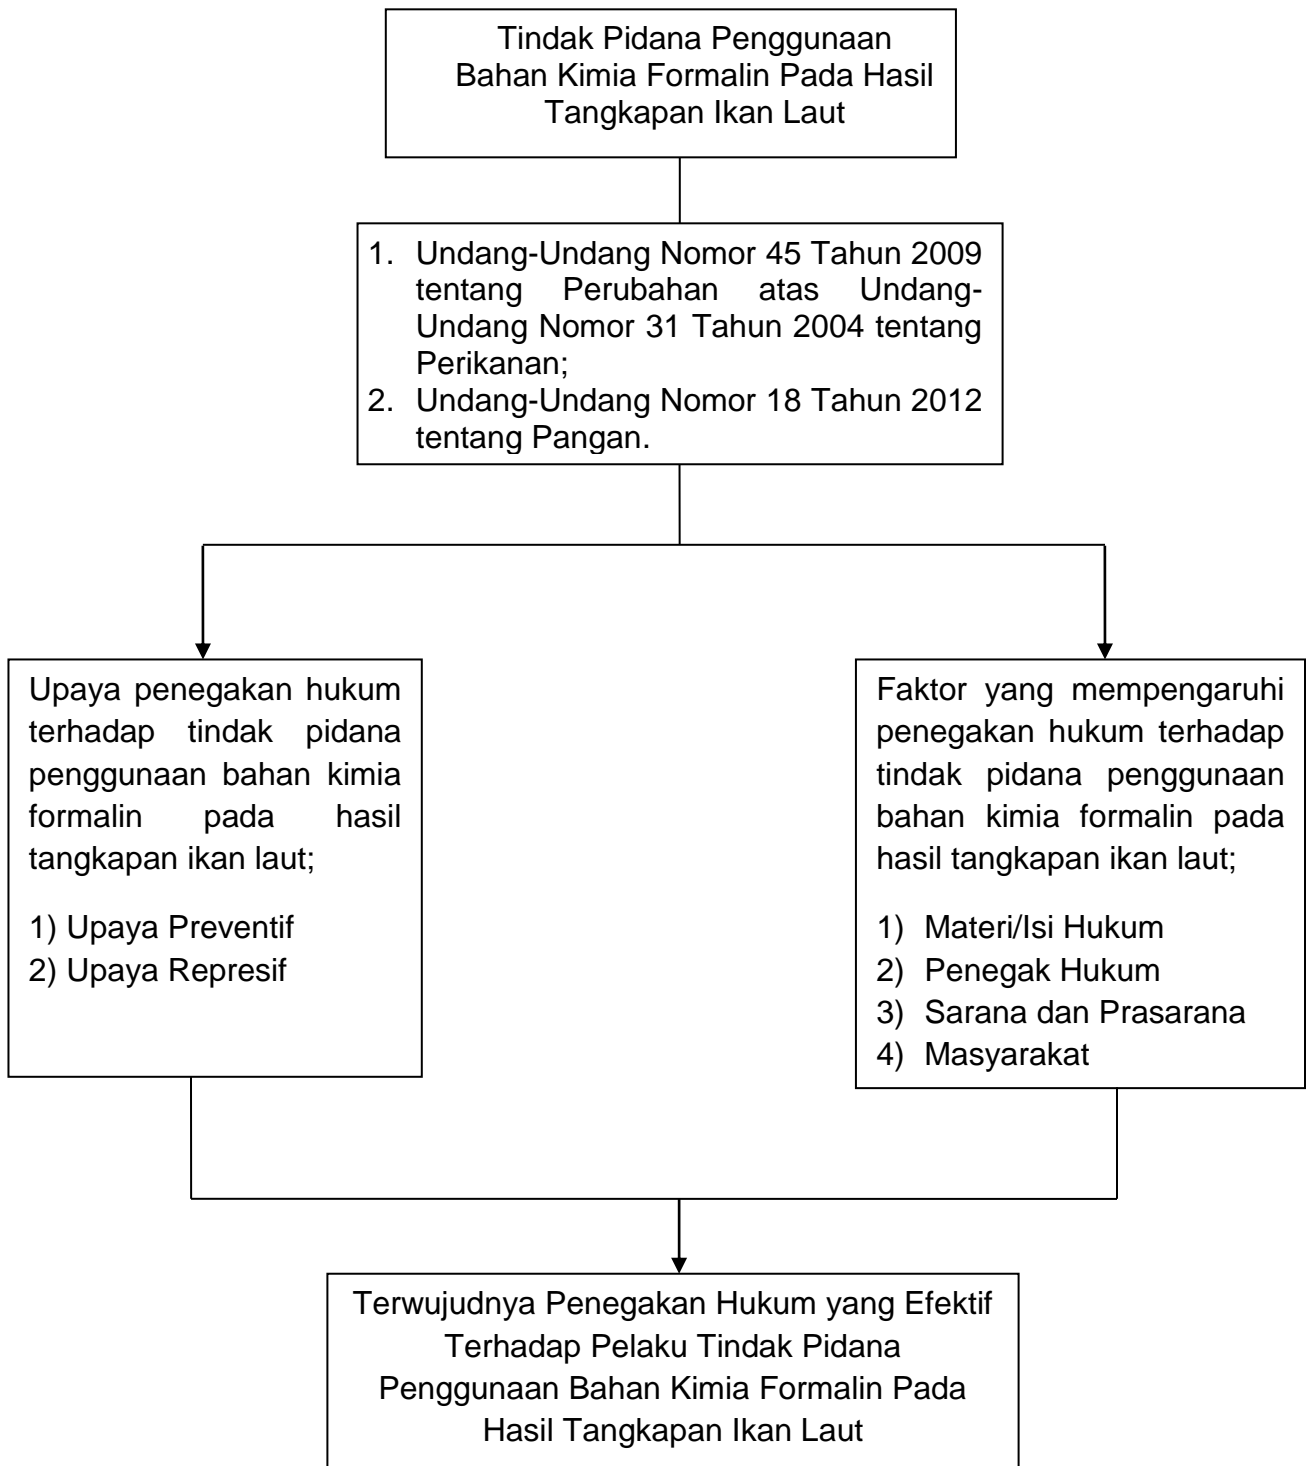 Tindak Pidana Penggunaan
Bahan Kimia Formalin Pada Hasil
Tangkapan Ikan Laut
1. Undang-Undang Nomor 45 Tahun 2009
tentang Perubahan atas Undang-
Undang Nomor 31 Tahun 2004 tentang
Perikanan;
2. Undang-Undang Nomor 18 Tahun 2012
tentang Pangan.
Upaya penegakan hukum
terhadap tindak pidana
penggunaan bahan kimia
formalin pada hasil
tangkapan ikan laut;
1) Upaya Preventif
2) Upaya Represif
Faktor yang mempengaruhi
penegakan hukum terhadap
tindak pidana penggunaan
bahan kimia formalin pada
hasil tangkapan ikan laut;
1) Materi/Isi Hukum
2) Penegak Hukum
3) Sarana dan Prasarana
4) Masyarakat
Terwujudnya Penegakan Hukum yang Efektif
Terhadap Pelaku Tindak Pidana
Penggunaan Bahan Kimia Formalin Pada
Hasil Tangkapan Ikan Laut